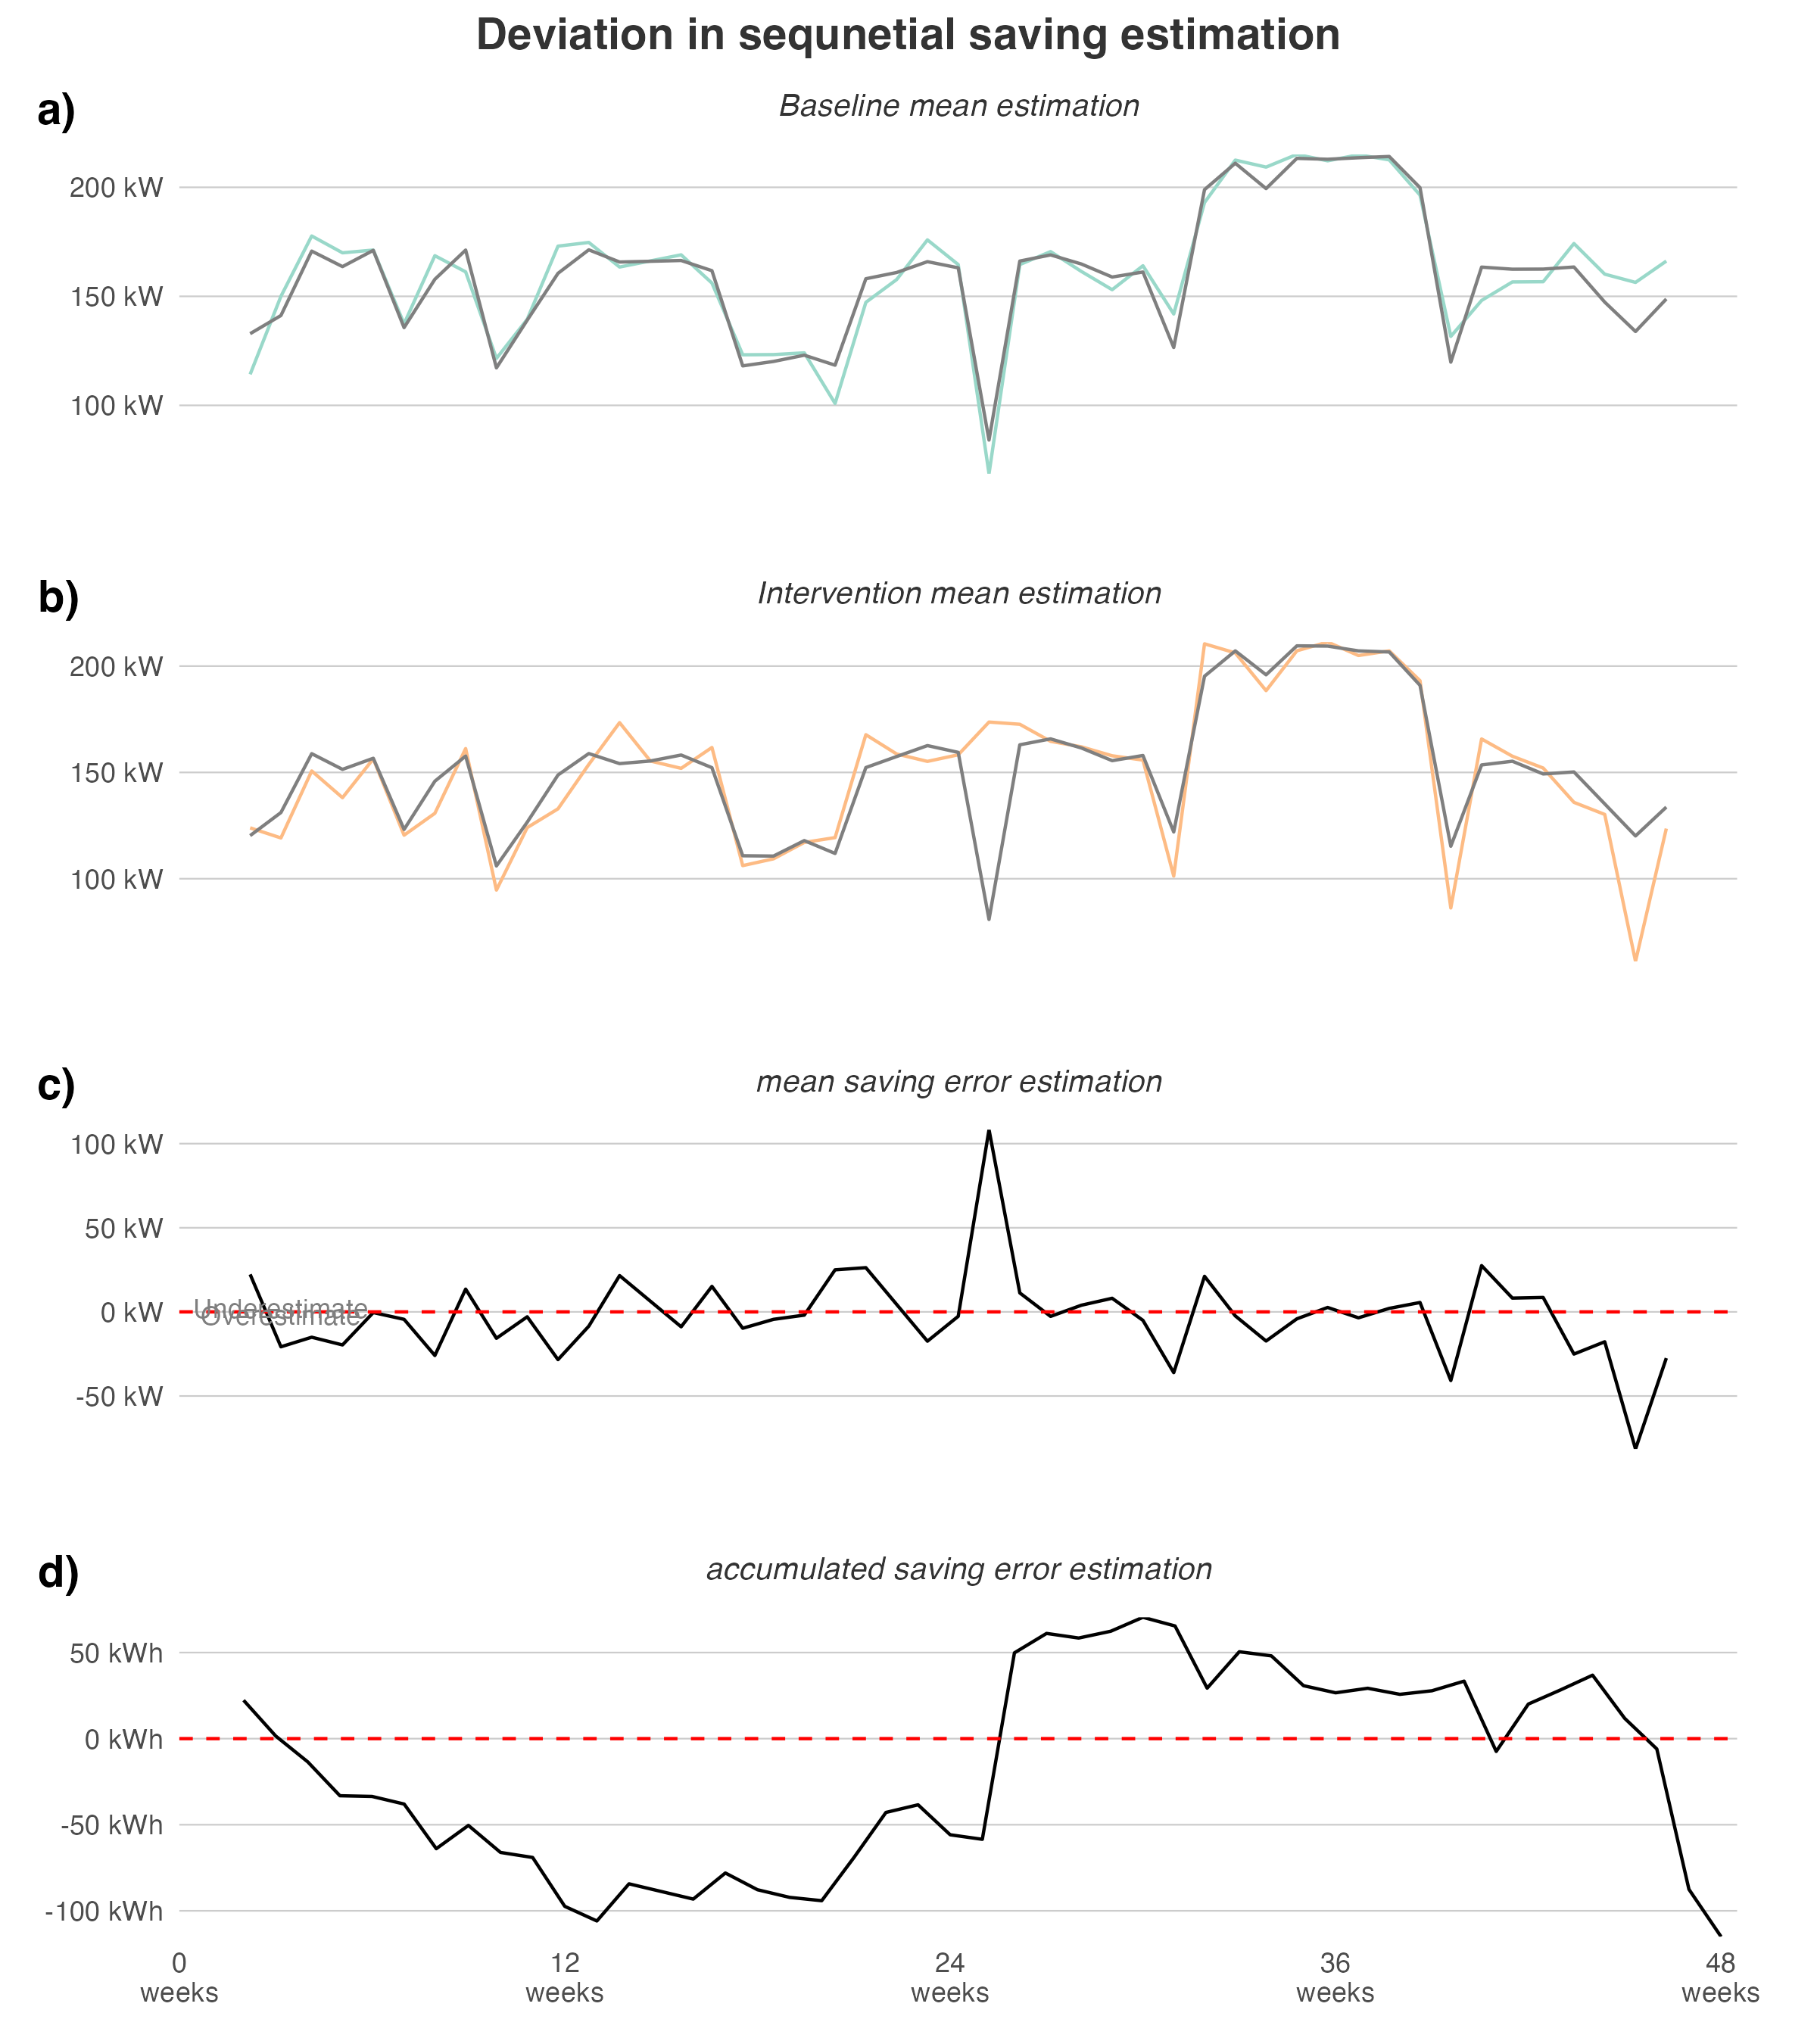 Deviation in sequnetial saving estimation
a)
Baseline mean estimation
200 kW
150 kW
100 kW
b)
Intervention mean estimation
200 kW
150 kW
100 kW
c)
mean saving error estimation
100 kW
50 kW
0 kW
Underestimate
Overestimate
-50 kW
d)
accumulated saving error estimation
50 kWh
0 kWh
-50 kWh
-100 kWh
0 12 24 36 48
weeks weeks weeks weeks weeks